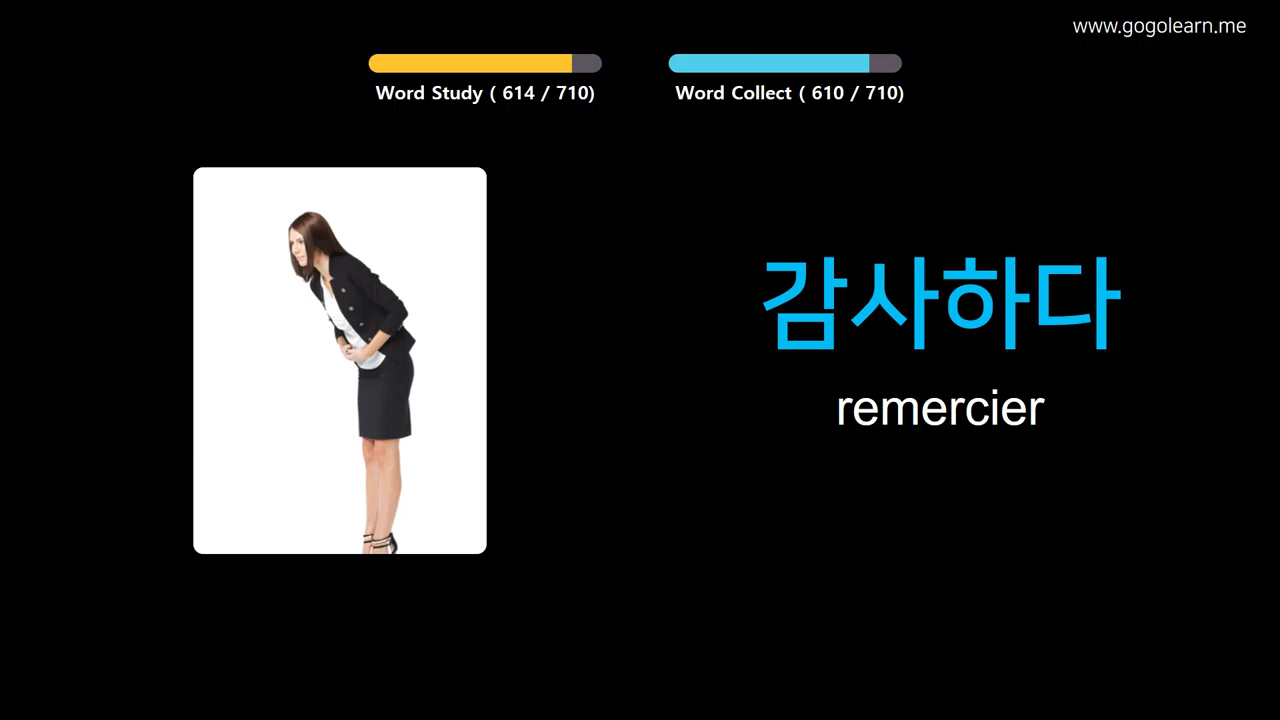 www.gogolearn.me
Word Study ( 614 / 710)
Word Collect ( 610 / 710)
감사하다
remercier